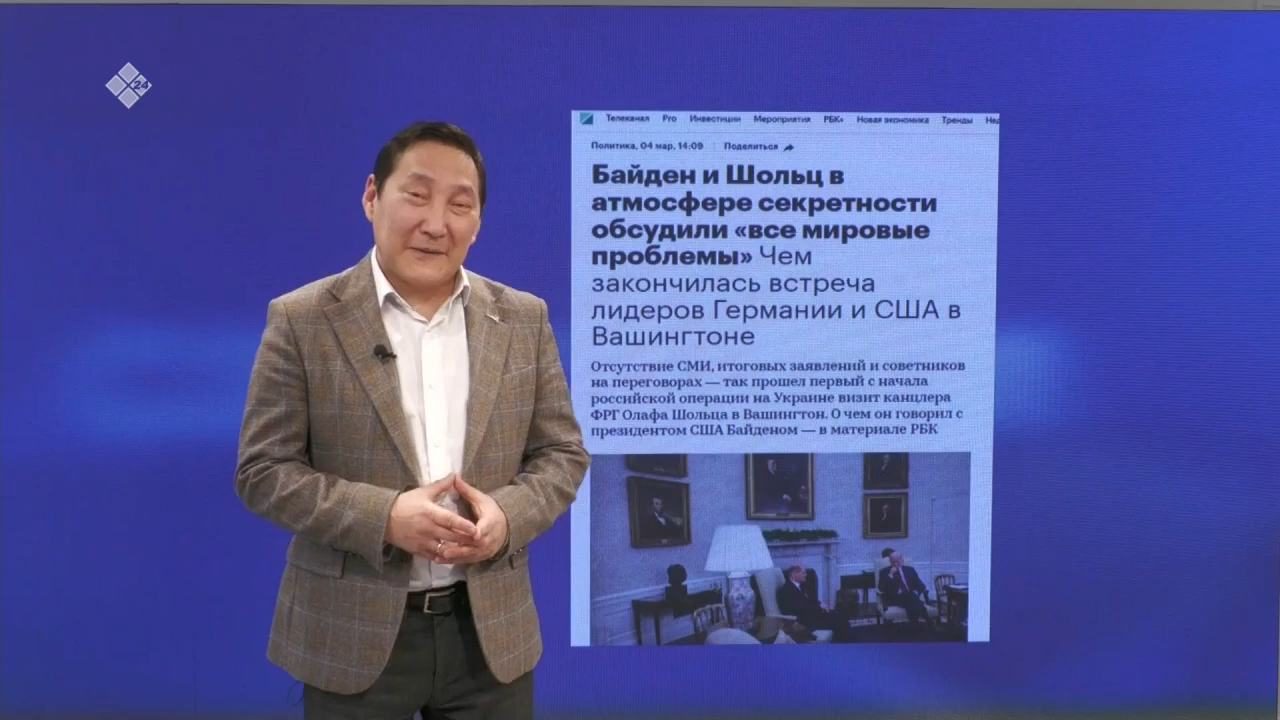 24
Телеканал Pro Инвестиции Мероприятия РБК+ Новая экономика Тренды Нед
Политика, 04 мар, 14:09 Поделиться
Байден и Шольц в
атмосфере секретности
обсудили «все мировые
проблемы» Чем
закончилась встреча
лидеров Германии и США в
Вашингтоне
Отсутствие СМИ, итоговых заявлений и советников
на переговорах — так прошел первый с начала
российской операции на Украине визит канцлера
ФРГ Олафа Шольца в Вашингтон. О чем он говорил с
президентом США Байденом — в материале РБК